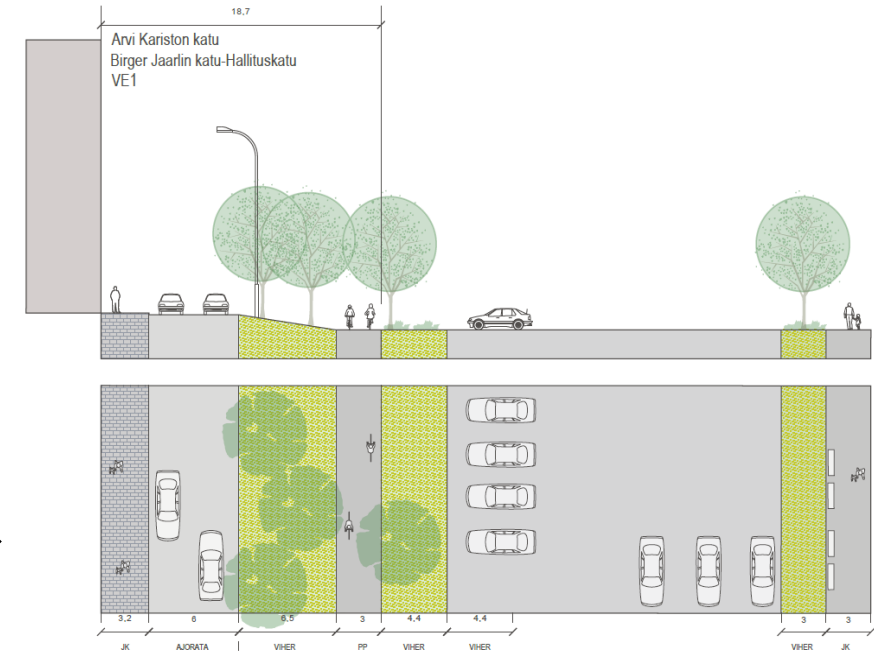 18,7
Arvi Kariston katu
Birger Jaarlin katu-Hallituskatu
VE1
3,2 6 6,5 3 4,4 4,4 3 3
JK AJORATA VIHER PP VIHER VIHER VIHER JK